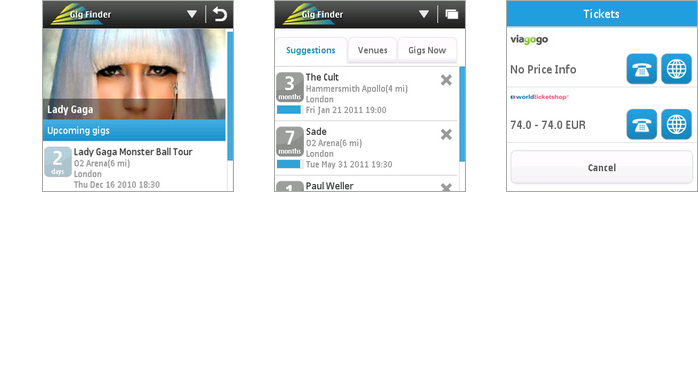 Gig Finder
Lady Gaga
Upcoming gigs
2
days
Lady Gaga Monster Ball Tour
O2 Arena(6 mi)
London
Thu Dec 16 2010 18:30
Gig Finder
Suggestions
Venues
Gigs Now
3
months
The Cult
Hammersmith Apollo(4 mi)
London
Fri Jan 21 2011 19:00
7
months
Sade
O2 Arena(6 mi)
London
Tue May 31 2011 19:30
1
Paul Weller
Tickets
viagogo
No Price Info
worldticketshop
74.0 - 74.0 EUR
Cancel